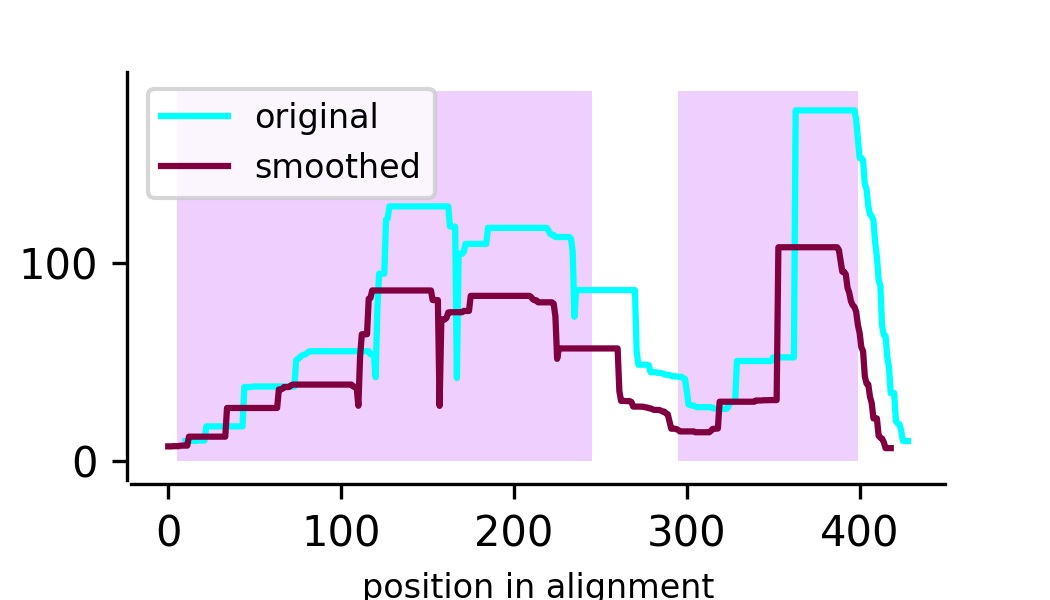 original
smoothed
100
0
0 100 200 300 400
position in alignment